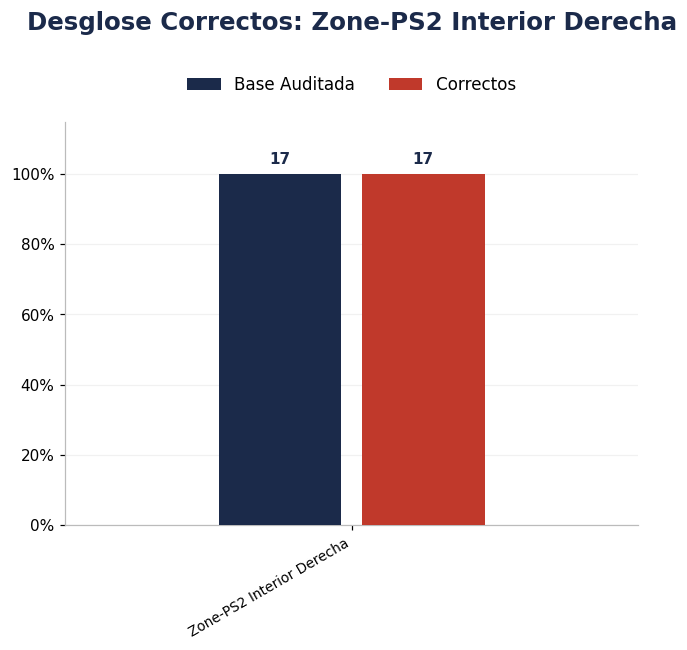 Desglose Correctos: Zone-PS2 Interior Derecha
Base Auditada Correctos
17 17
100%
80%
60%
40%
20%
0%
Zone-PS2 Interior Derecha